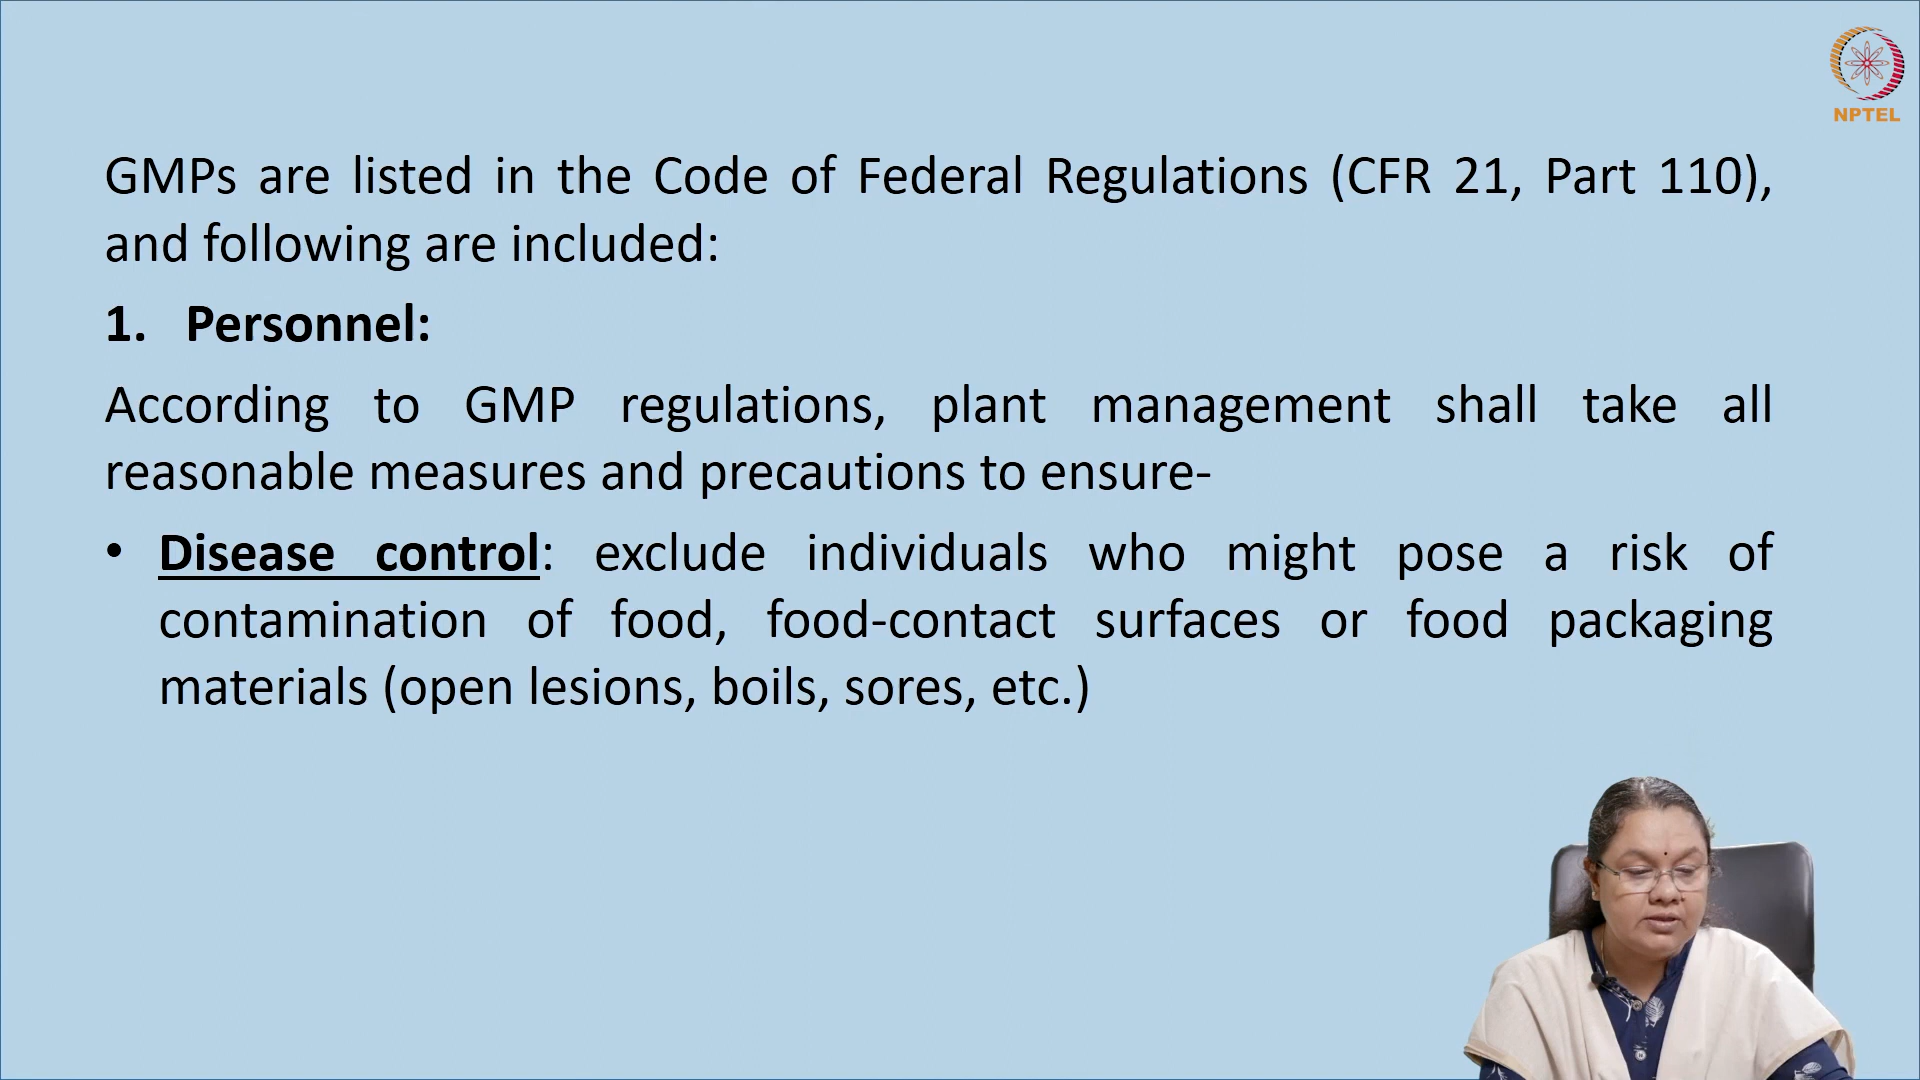 NPTEL
GMPs are listed in the Code of Federal Regulations (CFR 21, Part 110),
and following are included:
1. Personnel:
According to GMP regulations, plant management shall take all
reasonable measures and precautions to ensure-
• Disease control: exclude individuals who might pose a risk of
contamination of food, food-contact surfaces or food packaging
materials (open lesions, boils, sores, etc.)